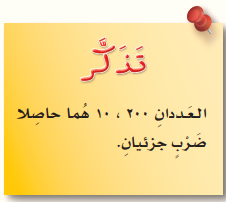 تَذَكَّر
العَددانِ ٢٠٠ ، ١٠ هُما حاصِلا
ضَرْبٍ جزئيانِ.